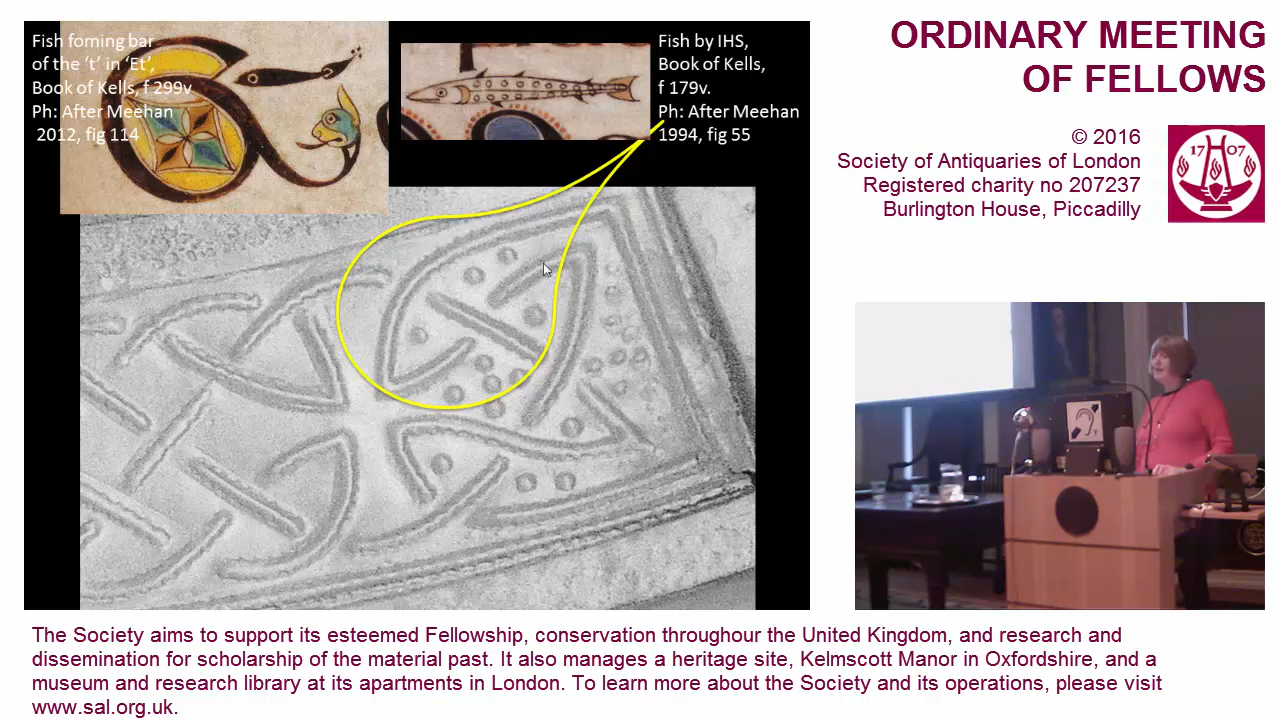 Fish foming bar
of the ‘t’ in ‘Et’,
Book of Kells, f 299v
Ph: After Meehan
2012, fig 114
Fish by IHS,
Book of Kells,
f 179v.
Ph: After Meehan
1994, fig 55
ORDINARY MEETING
OF FELLOWS
© 2016
Society of Antiquaries of London
Registered charity no 207237
Burlington House, Piccadilly
17 07
The Society aims to support its esteemed Fellowship, conservation throughour the United Kingdom, and research and
dissemination for scholarship of the material past. It also manages a heritage site, Kelmscott Manor in Oxfordshire, and a
museum and research library at its apartments in London. To learn more about the Society and its operations, please visit
www.sal.org.uk.